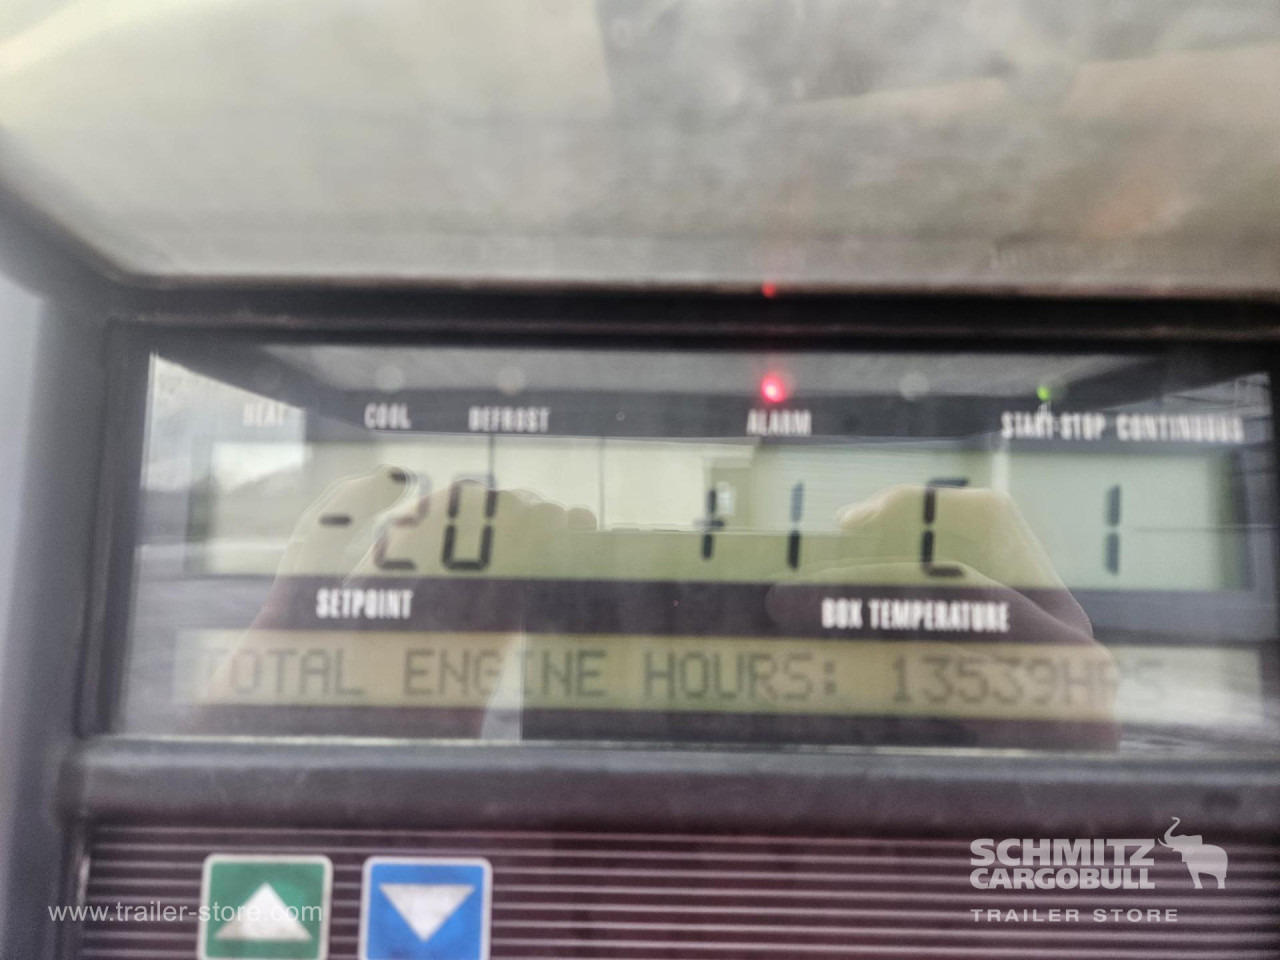 HEAT COOL DEFROST ALARM START-STOP CONTINUOUS
-20 +1 C 1
SETPOINT BOX TEMPERATURE
TOTAL ENGINE HOURS: 13539HRS
SCHMITZ
CARGOBULL
TRAILER STORE
www.trailer-store.com